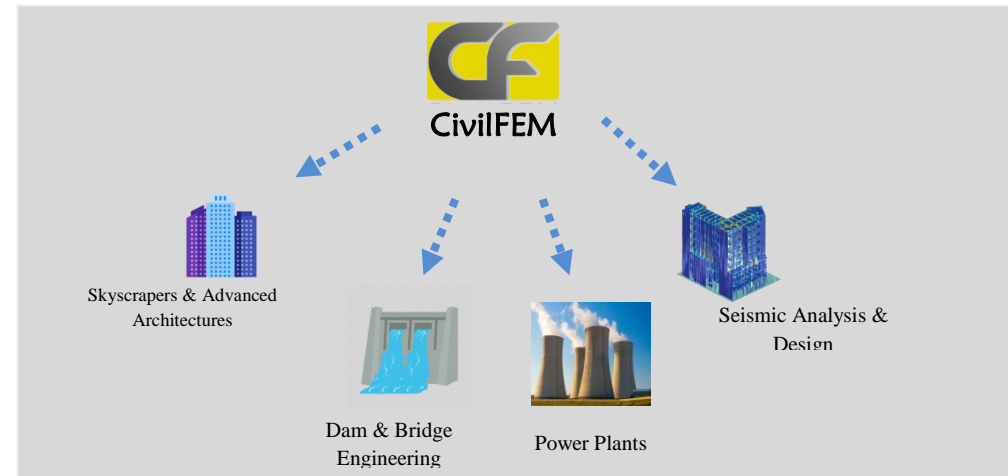 CF
CivilFEM
Skyscrapers & Advanced
Architectures
Seismic Analysis &
Design
Dam & Bridge
Engineering
Power Plants